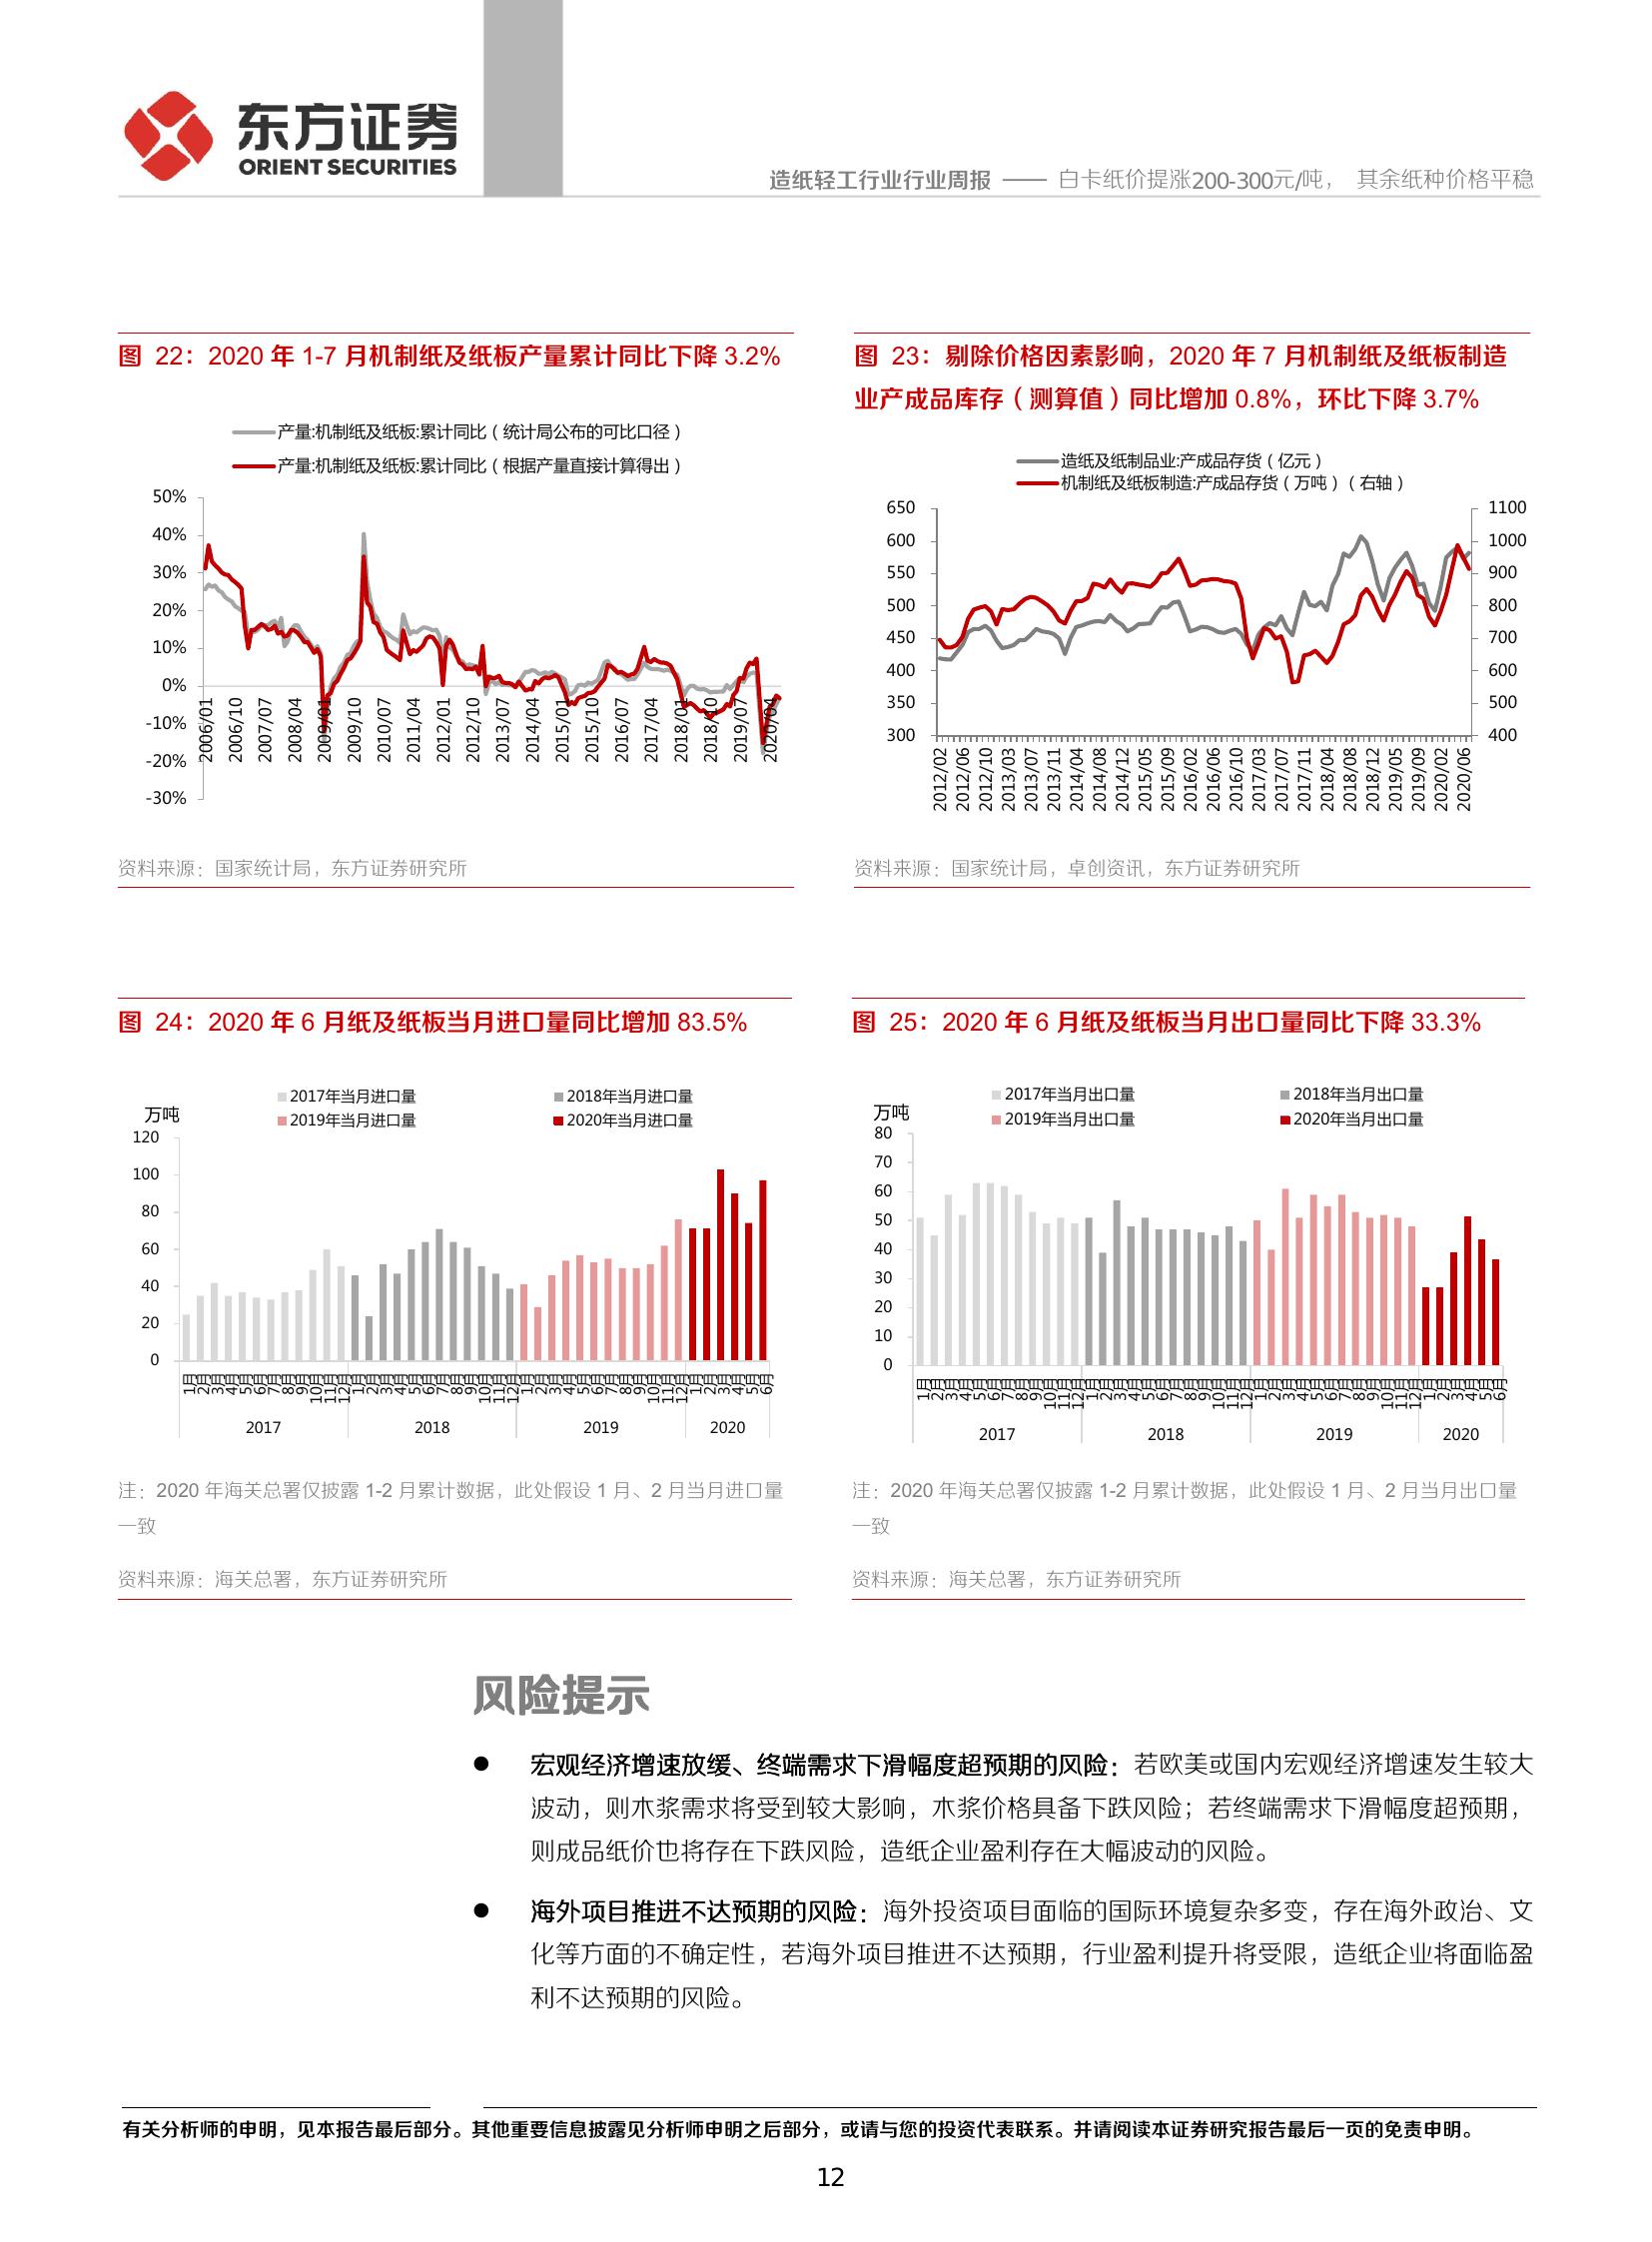 东方证券
ORIENT SECURITIES
造纸轻工行业行业周报 —— 白卡纸价提涨200-300元/吨， 其余纸种价格平稳
图 22：2020 年 1-7 月机制纸及纸板产量累计同比下降 3.2%
产量:机制纸及纸板:累计同比（统计局公布的可比口径）
产量:机制纸及纸板:累计同比（根据产量直接计算得出）
50%
40%
30%
20%
10%
0%
-10%
-20%
-30%
2006/01 2006/10 2007/07 2008/04 2009/01 2009/10 2010/07 2011/04 2012/01 2012/10 2013/07 2014/04 2015/01 2015/10 2016/07 2017/04 2018/01 2018/10 2019/07 2020/04
资料来源：国家统计局，东方证券研究所
图 23：剔除价格因素影响，2020 年 7 月机制纸及纸板制造
业产成品库存（测算值）同比增加 0.8%，环比下降 3.7%
造纸及纸制品业:产成品存货（亿元）
机制纸及纸板制造:产成品存货（万吨）（右轴）
650 1100
600 1000
550 900
500 800
450 700
400 600
350 500
300 400
2012/02 2012/06 2012/10 2013/03 2013/07 2013/11 2014/04 2014/08 2014/12 2015/05 2015/09 2016/02 2016/06 2016/10 2017/03 2017/07 2017/11 2018/04 2018/08 2018/12 2019/05 2019/09 2020/02 2020/06
资料来源：国家统计局，卓创资讯，东方证券研究所
图 24：2020 年 6 月纸及纸板当月进口量同比增加 83.5%
2017年当月进口量 2018年当月进口量
万吨
2019年当月进口量 2020年当月进口量
120
100
80
60
40
20
0
1月 2月 3月 4月 5月 6月 7月 8月 9月 10月 11月 12月 1月 2月 3月 4月 5月 6月 7月 8月 9月 10月 11月 12月 1月 2月 3月 4月 5月 6月 7月 8月 9月 10月 11月 12月 1月 2月 3月 4月 5月 6月
2017 2018 2019 2020
注：2020 年海关总署仅披露 1-2 月累计数据，此处假设 1 月、2 月当月进口量
一致
资料来源：海关总署，东方证券研究所
图 25：2020 年 6 月纸及纸板当月出口量同比下降 33.3%
2017年当月出口量 2018年当月出口量
万吨
2019年当月出口量 2020年当月出口量
80
70
60
50
40
30
20
10
0
1月 2月 3月 4月 5月 6月 7月 8月 9月 10月 11月 12月 1月 2月 3月 4月 5月 6月 7月 8月 9月 10月 11月 12月 1月 2月 3月 4月 5月 6月 7月 8月 9月 10月 11月 12月 1月 2月 3月 4月 5月 6月
2017 2018 2019 2020
注：2020 年海关总署仅披露 1-2 月累计数据，此处假设 1 月、2 月当月出口量
一致
资料来源：海关总署，东方证券研究所
风险提示
● 宏观经济增速放缓、终端需求下滑幅度超预期的风险：若欧美或国内宏观经济增速发生较大
波动，则木浆需求将受到较大影响，木浆价格具备下跌风险；若终端需求下滑幅度超预期，
则成品纸价也将存在下跌风险，造纸企业盈利存在大幅波动的风险。
● 海外项目推进不达预期的风险：海外投资项目面临的国际环境复杂多变，存在海外政治、文
化等方面的不确定性，若海外项目推进不达预期，行业盈利提升将受限，造纸企业将面临盈
利不达预期的风险。
有关分析师的申明，见本报告最后部分。其他重要信息披露见分析师申明之后部分，或请与您的投资代表联系。并请阅读本证券研究报告最后一页的免责申明。
12